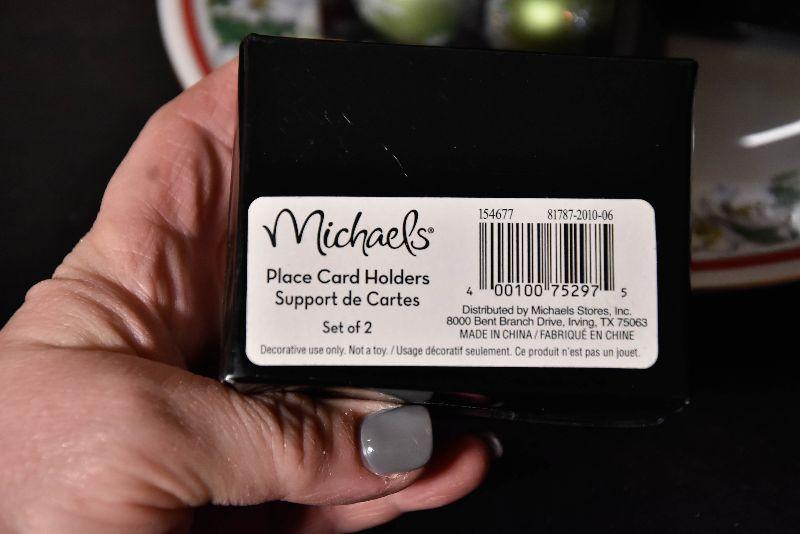 Michaels®
Place Card Holders
Support de Cartes
Set of 2
154677 81787-2010-06
4 00100 75297 5
Distributed by Michaels Stores, Inc.
8000 Bent Branch Drive, Irving, TX 75063
MADE IN CHINA / FABRIQUÉ EN CHINE
Decorative use only. Not a toy. / Usage décoratif seulement. Ce produit n'est pas un jouet.